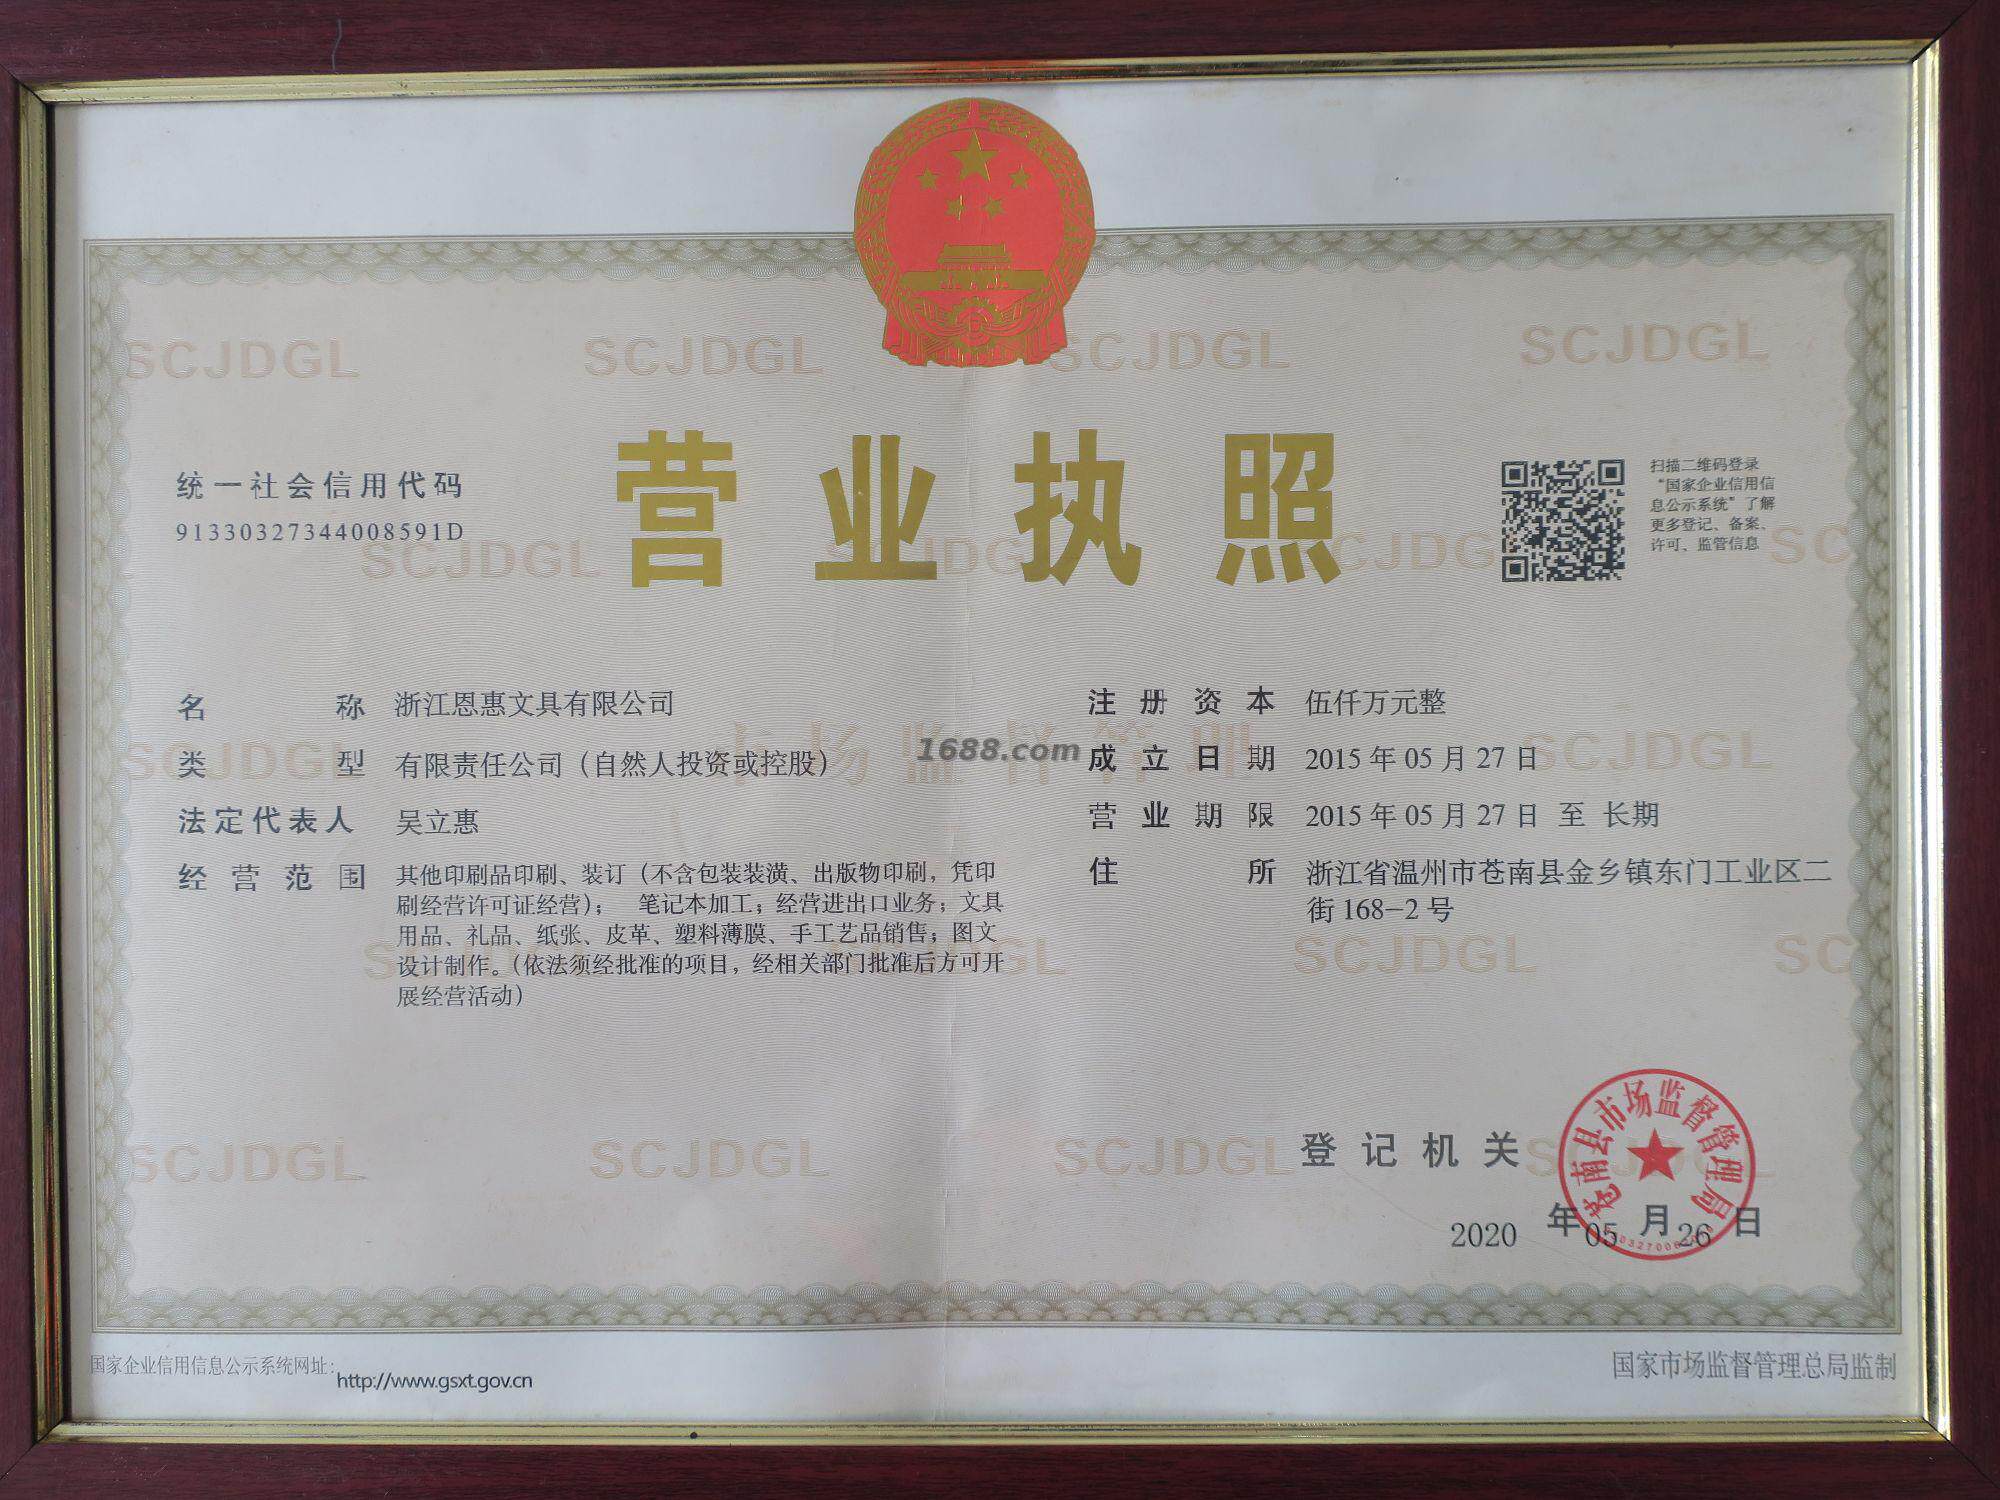 营业执照
统一社会信用代码
91330327344008591D
扫描二维码登录
“国家企业信用信
息公示系统”了解
更多登记、备案、
许可、监管信息
名 称 浙江恩惠文具有限公司
类 型 有限责任公司（自然人投资或控股）
法定代表人 吴立惠
经营范围 其他印刷品印刷、装订（不含包装装潢、出版物印刷，凭印
刷经营许可证经营）； 笔记本加工；经营进出口业务；文具
用品、礼品、纸张、皮革、塑料薄膜、手工艺品销售；图文
设计制作。（依法须经批准的项目，经相关部门批准后方可开
展经营活动）
注册资本 伍仟万元整
成立日期 2015年05月27日
营业期限 2015年05月27日 至 长期
住 所 浙江省温州市苍南县金乡镇东门工业区二
街168-2号
1688.com
SCJDGL
市场监督管理
登记机关
苍南县市场监督管理局
2020 年 05 月 26 日
国家企业信用信息公示系统网址：http://www.gsxt.gov.cn
国家市场监督管理总局监制